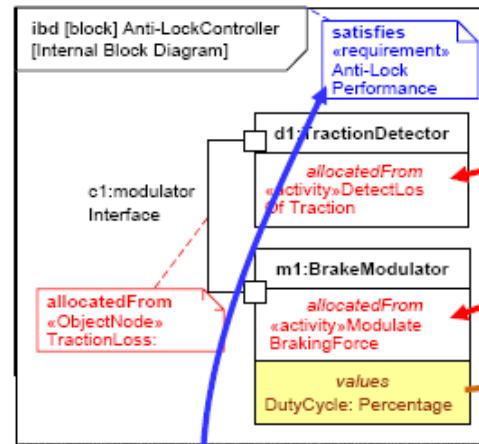 ibd [block] Anti-LockController
[Internal Block Diagram]
satisfies
«requirement»
Anti-Lock
Performance
d1:TractionDetector
allocatedFrom
«activity»DetectLos
Of Traction
c1:modulator
Interface
m1:BrakeModulator
allocatedFrom
«activity»Modulate
BrakingForce
allocatedFrom
«ObjectNode»
TractionLoss:
values
DutyCycle: Percentage